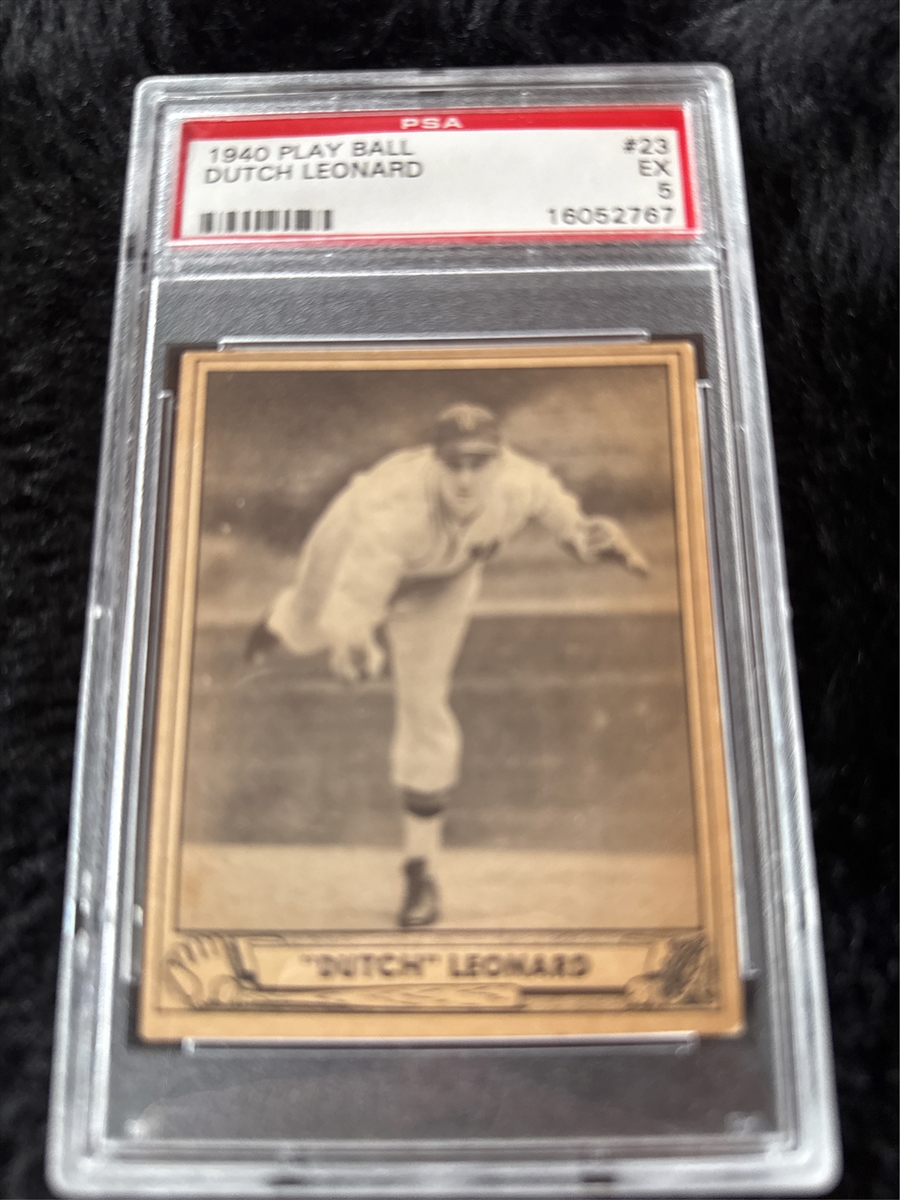 PSA
1940 PLAY BALL #23
DUTCH LEONARD EX
5
16052767
"DUTCH" LEONARD